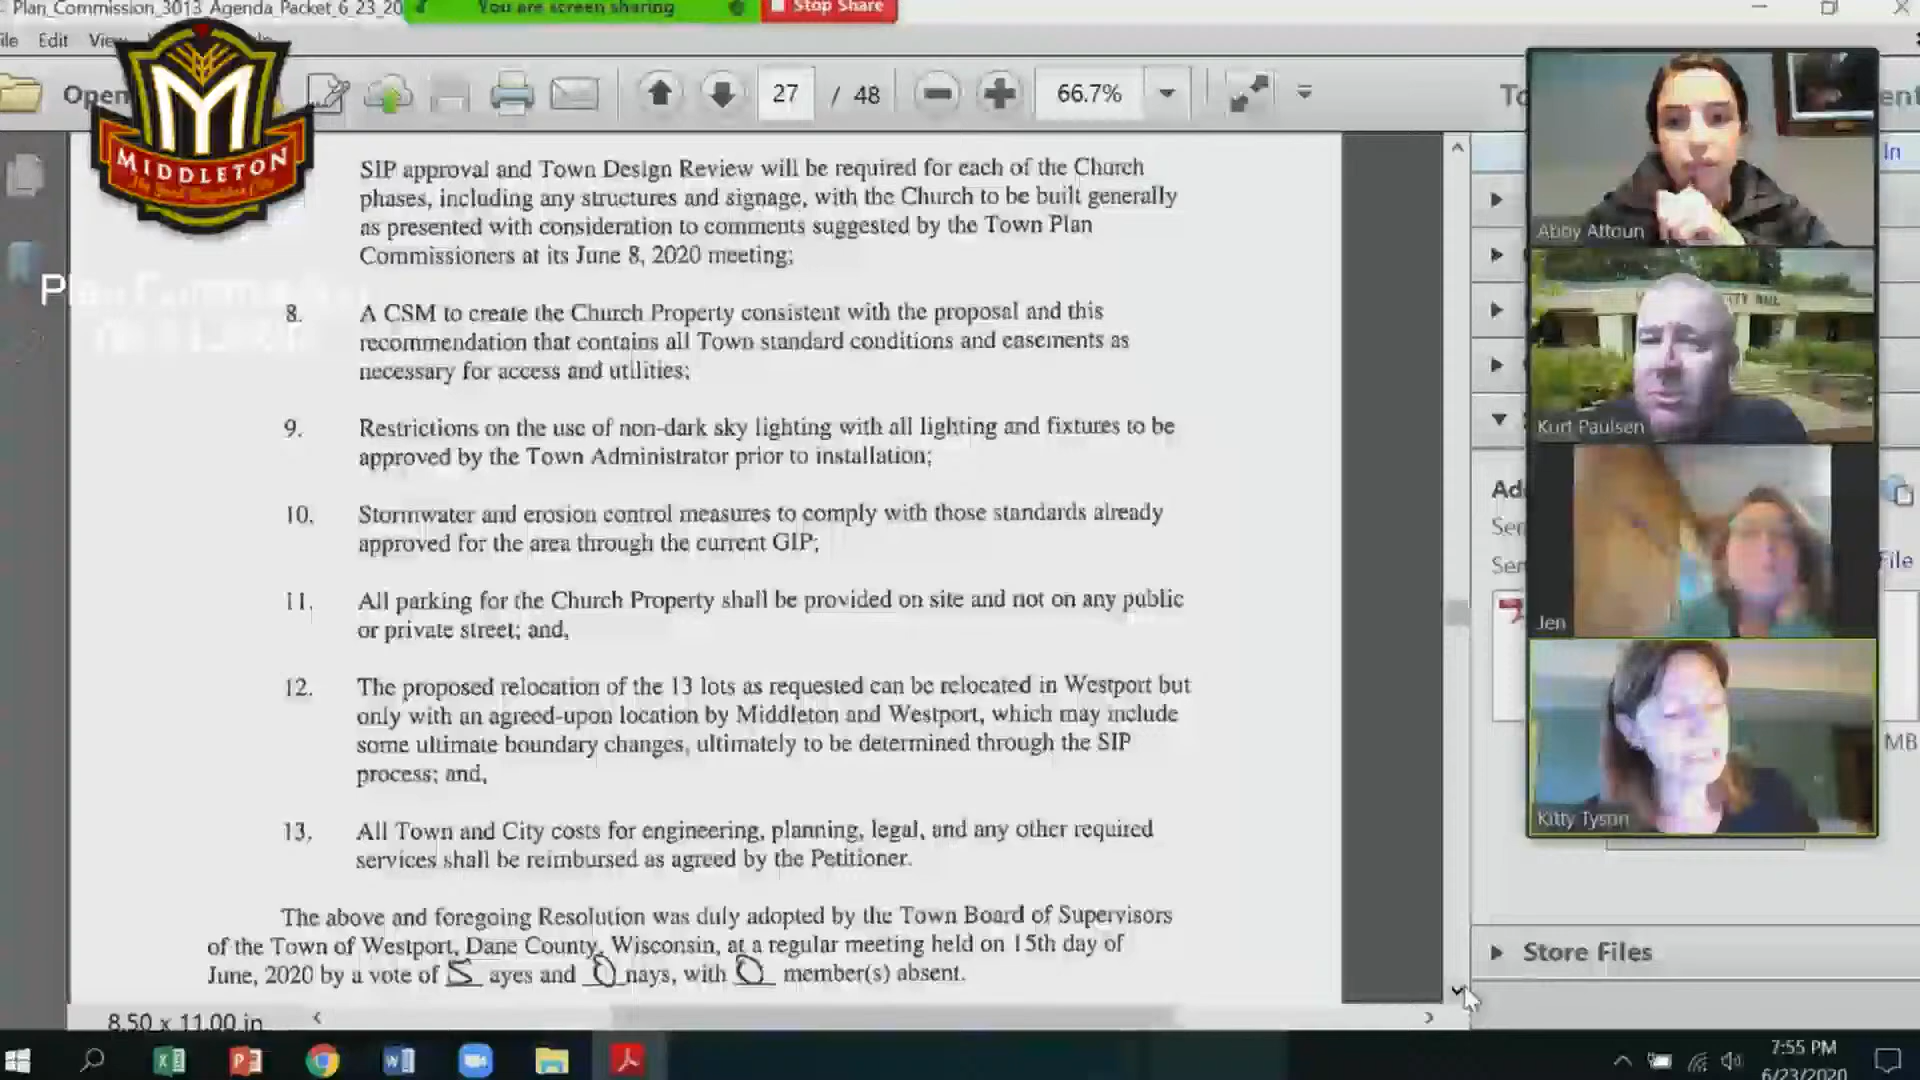 Plan_Commission_3013_Agenda_Packet_6_23_20
You are screen sharing
Stop Share
Edit
Open
27 / 48
66.7%
MIDDLETON
SIP approval and Town Design Review will be required for each of the Church
phases, including any structures and signage, with the Church to be built generally
as presented with consideration to comments suggested by the Town Plan
Commissioners at its June 8, 2020 meeting;
8. A CSM to create the Church Property consistent with the proposal and this
recommendation that contains all Town standard conditions and easements as
necessary for access and utilities;
9. Restrictions on the use of non-dark sky lighting with all lighting and fixtures to be
approved by the Town Administrator prior to installation;
10. Stormwater and erosion control measures to comply with those standards already
approved for the area through the current GIP;
11. All parking for the Church Property shall be provided on site and not on any public
or private street; and,
12. The proposed relocation of the 13 lots as requested can be relocated in Westport but
only with an agreed-upon location by Middleton and Westport, which may include
some ultimate boundary changes, ultimately to be determined through the SIP
process; and,
13. All Town and City costs for engineering, planning, legal, and any other required
services shall be reimbursed as agreed by the Petitioner.
The above and foregoing Resolution was duly adopted by the Town Board of Supervisors
of the Town of Westport, Dane County, Wisconsin, at a regular meeting held on 15th day of
June, 2020 by a vote of 5 ayes and 0 nays, with 0 member(s) absent.
8.50 x 11.00 in
Abby Attoun
Kurt Paulsen
Jen
Kitty Tyson
In
File
MB
Store Files
7:55 PM
6/23/2020